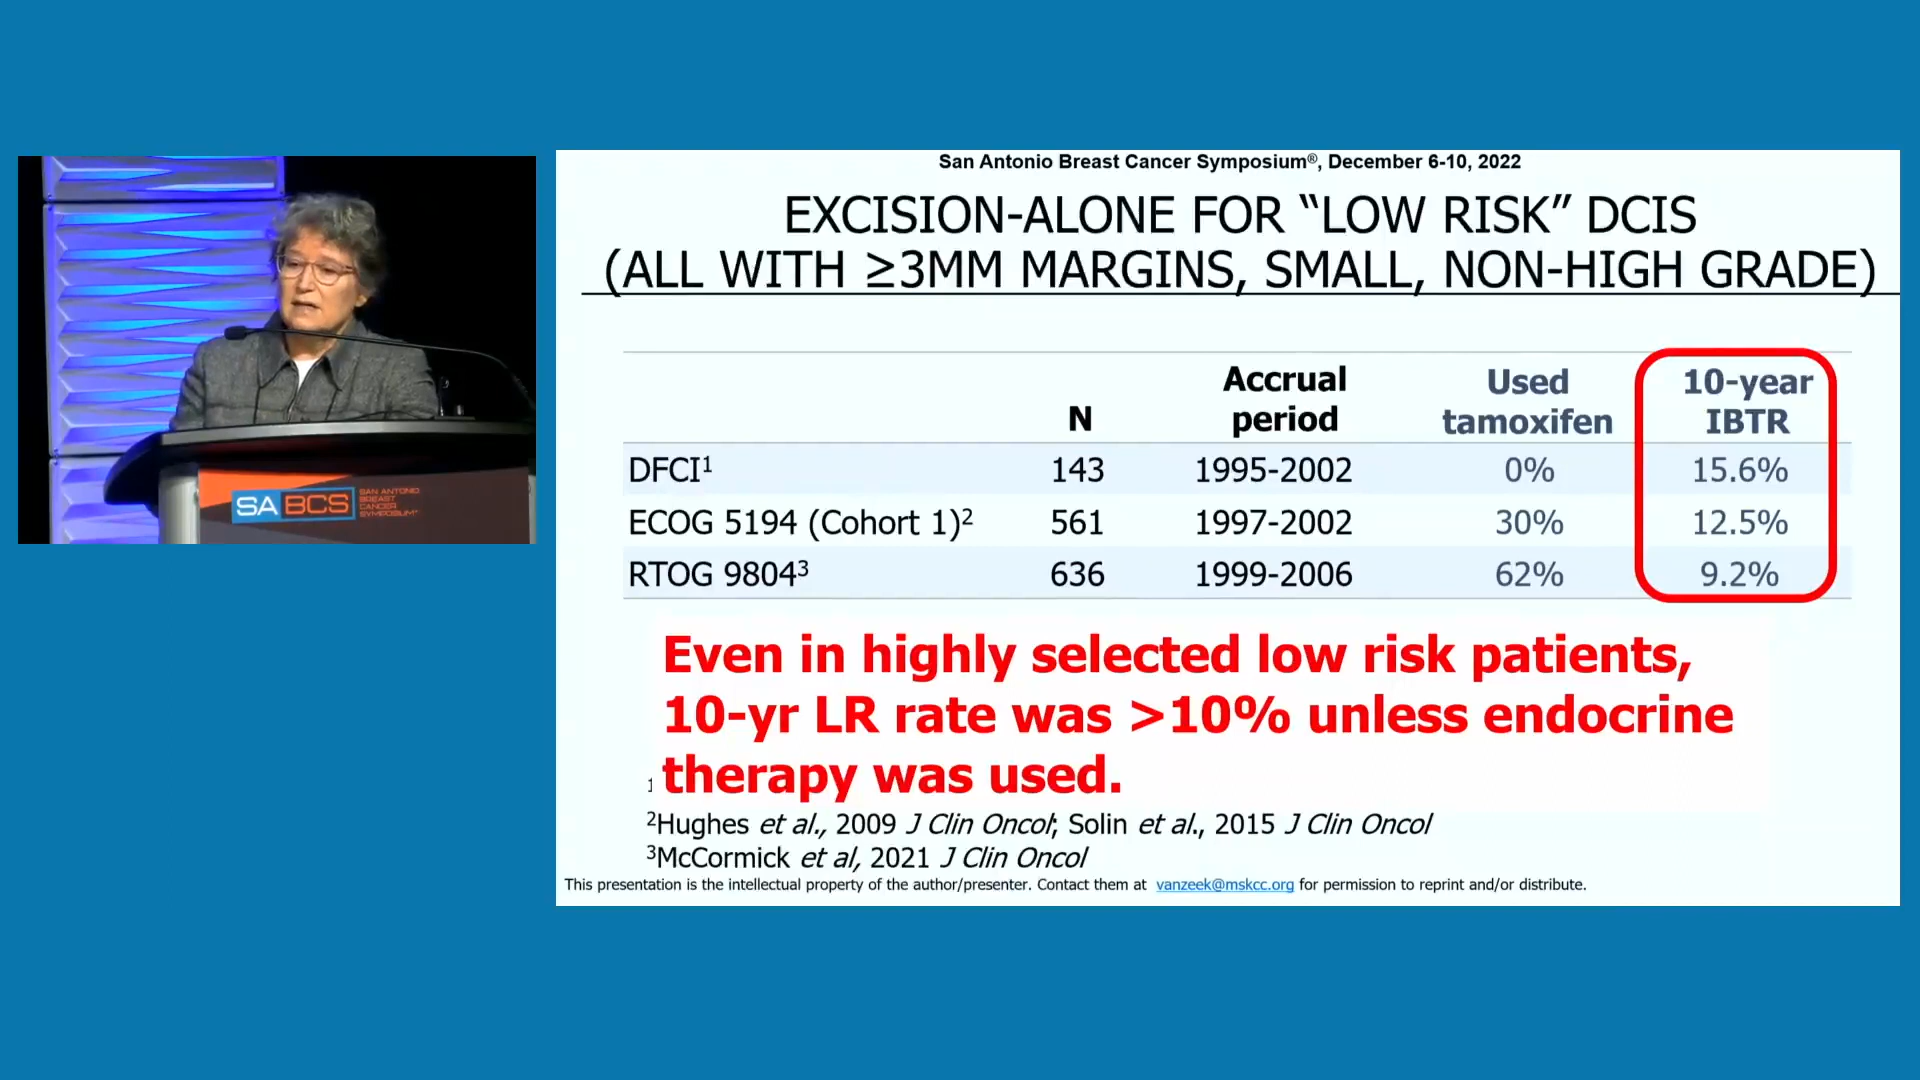 San Antonio Breast Cancer Symposium®, December 6-10, 2022
EXCISION-ALONE FOR “LOW RISK” DCIS
(ALL WITH ≥3MM MARGINS, SMALL, NON-HIGH GRADE)
N Accrual period Used tamoxifen 10-year IBTR
DFCI¹ 143 1995-2002 0% 15.6%
ECOG 5194 (Cohort 1)² 561 1997-2002 30% 12.5%
RTOG 9804³ 636 1999-2006 62% 9.2%
Even in highly selected low risk patients,
10-yr LR rate was >10% unless endocrine
therapy was used.
1
²Hughes et al., 2009 J Clin Oncol; Solin et al., 2015 J Clin Oncol
³McCormick et al, 2021 J Clin Oncol
This presentation is the intellectual property of the author/presenter. Contact them at vanzeek@mskcc.org for permission to reprint and/or distribute.
SA BCS
SAN ANTONIO
BREAST
CANCER
SYMPOSIUM®